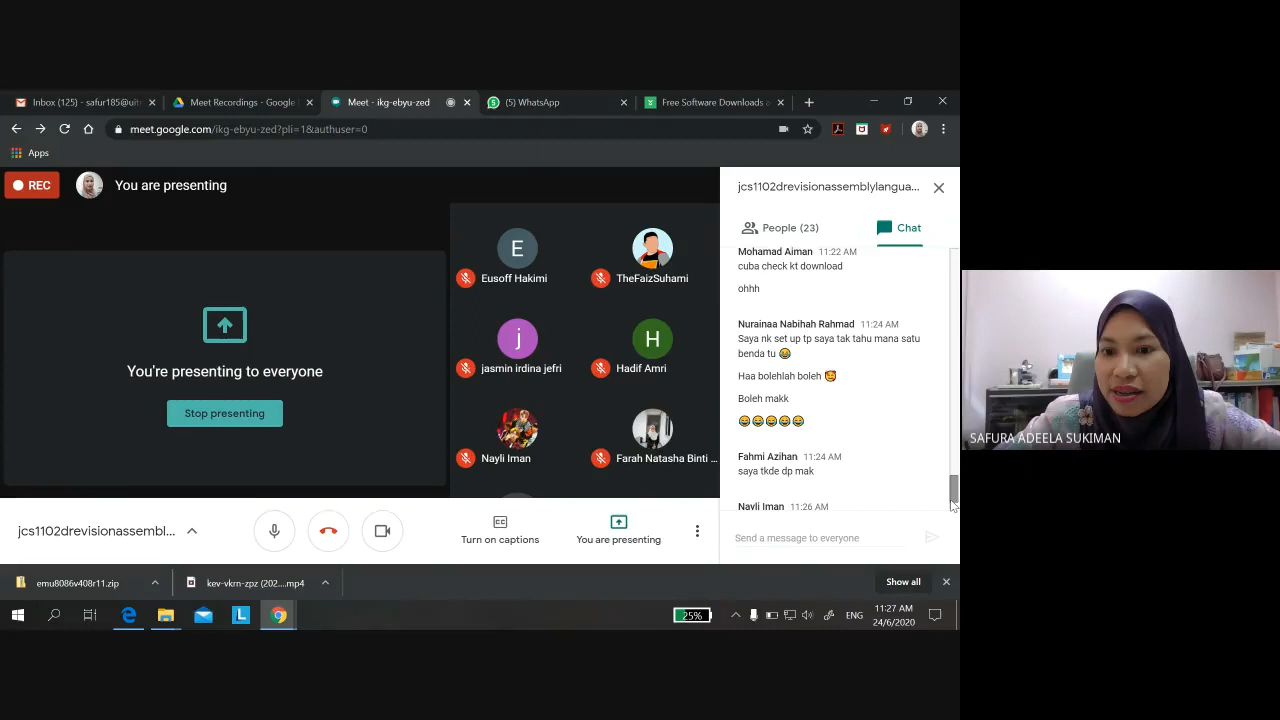 Inbox (125) - safur185@uitm
Meet Recordings - Google
Meet - ikg-ebyu-zed
(5) WhatsApp
Free Software Downloads a
meet.google.com/ikg-ebyu-zed?pli=1&authuser=0
Apps
REC
You are presenting
jcs1102drevisionassemblylangua...
People (23)
Chat
Mohamad Aiman 11:22 AM
cuba check kt download
ohhh
Nurainaa Nabihah Rahmad 11:24 AM
Saya nk set up tp saya tak tahu mana satu
benda tu 😂
Haa bolehlah boleh 🥰
Boleh makk
😂😂😂😂😂
Fahmi Azihan 11:24 AM
saya tkde dp mak
Nayli Iman 11:26 AM
Send a message to everyone
E
Eusoff Hakimi
TheFaizSuhami
j
jasmin irdina jefri
H
Hadif Amri
Nayli Iman
Farah Natasha Binti ...
You're presenting to everyone
Stop presenting
SAFURA ADEELA SUKIMAN
jcs1102drevisionassembl...
CC
Turn on captions
You are presenting
emu8086v408r11.zip
kev-vkrn-zpz (202....mp4
Show all
L
25%
ENG
11:27 AM
24/6/2020